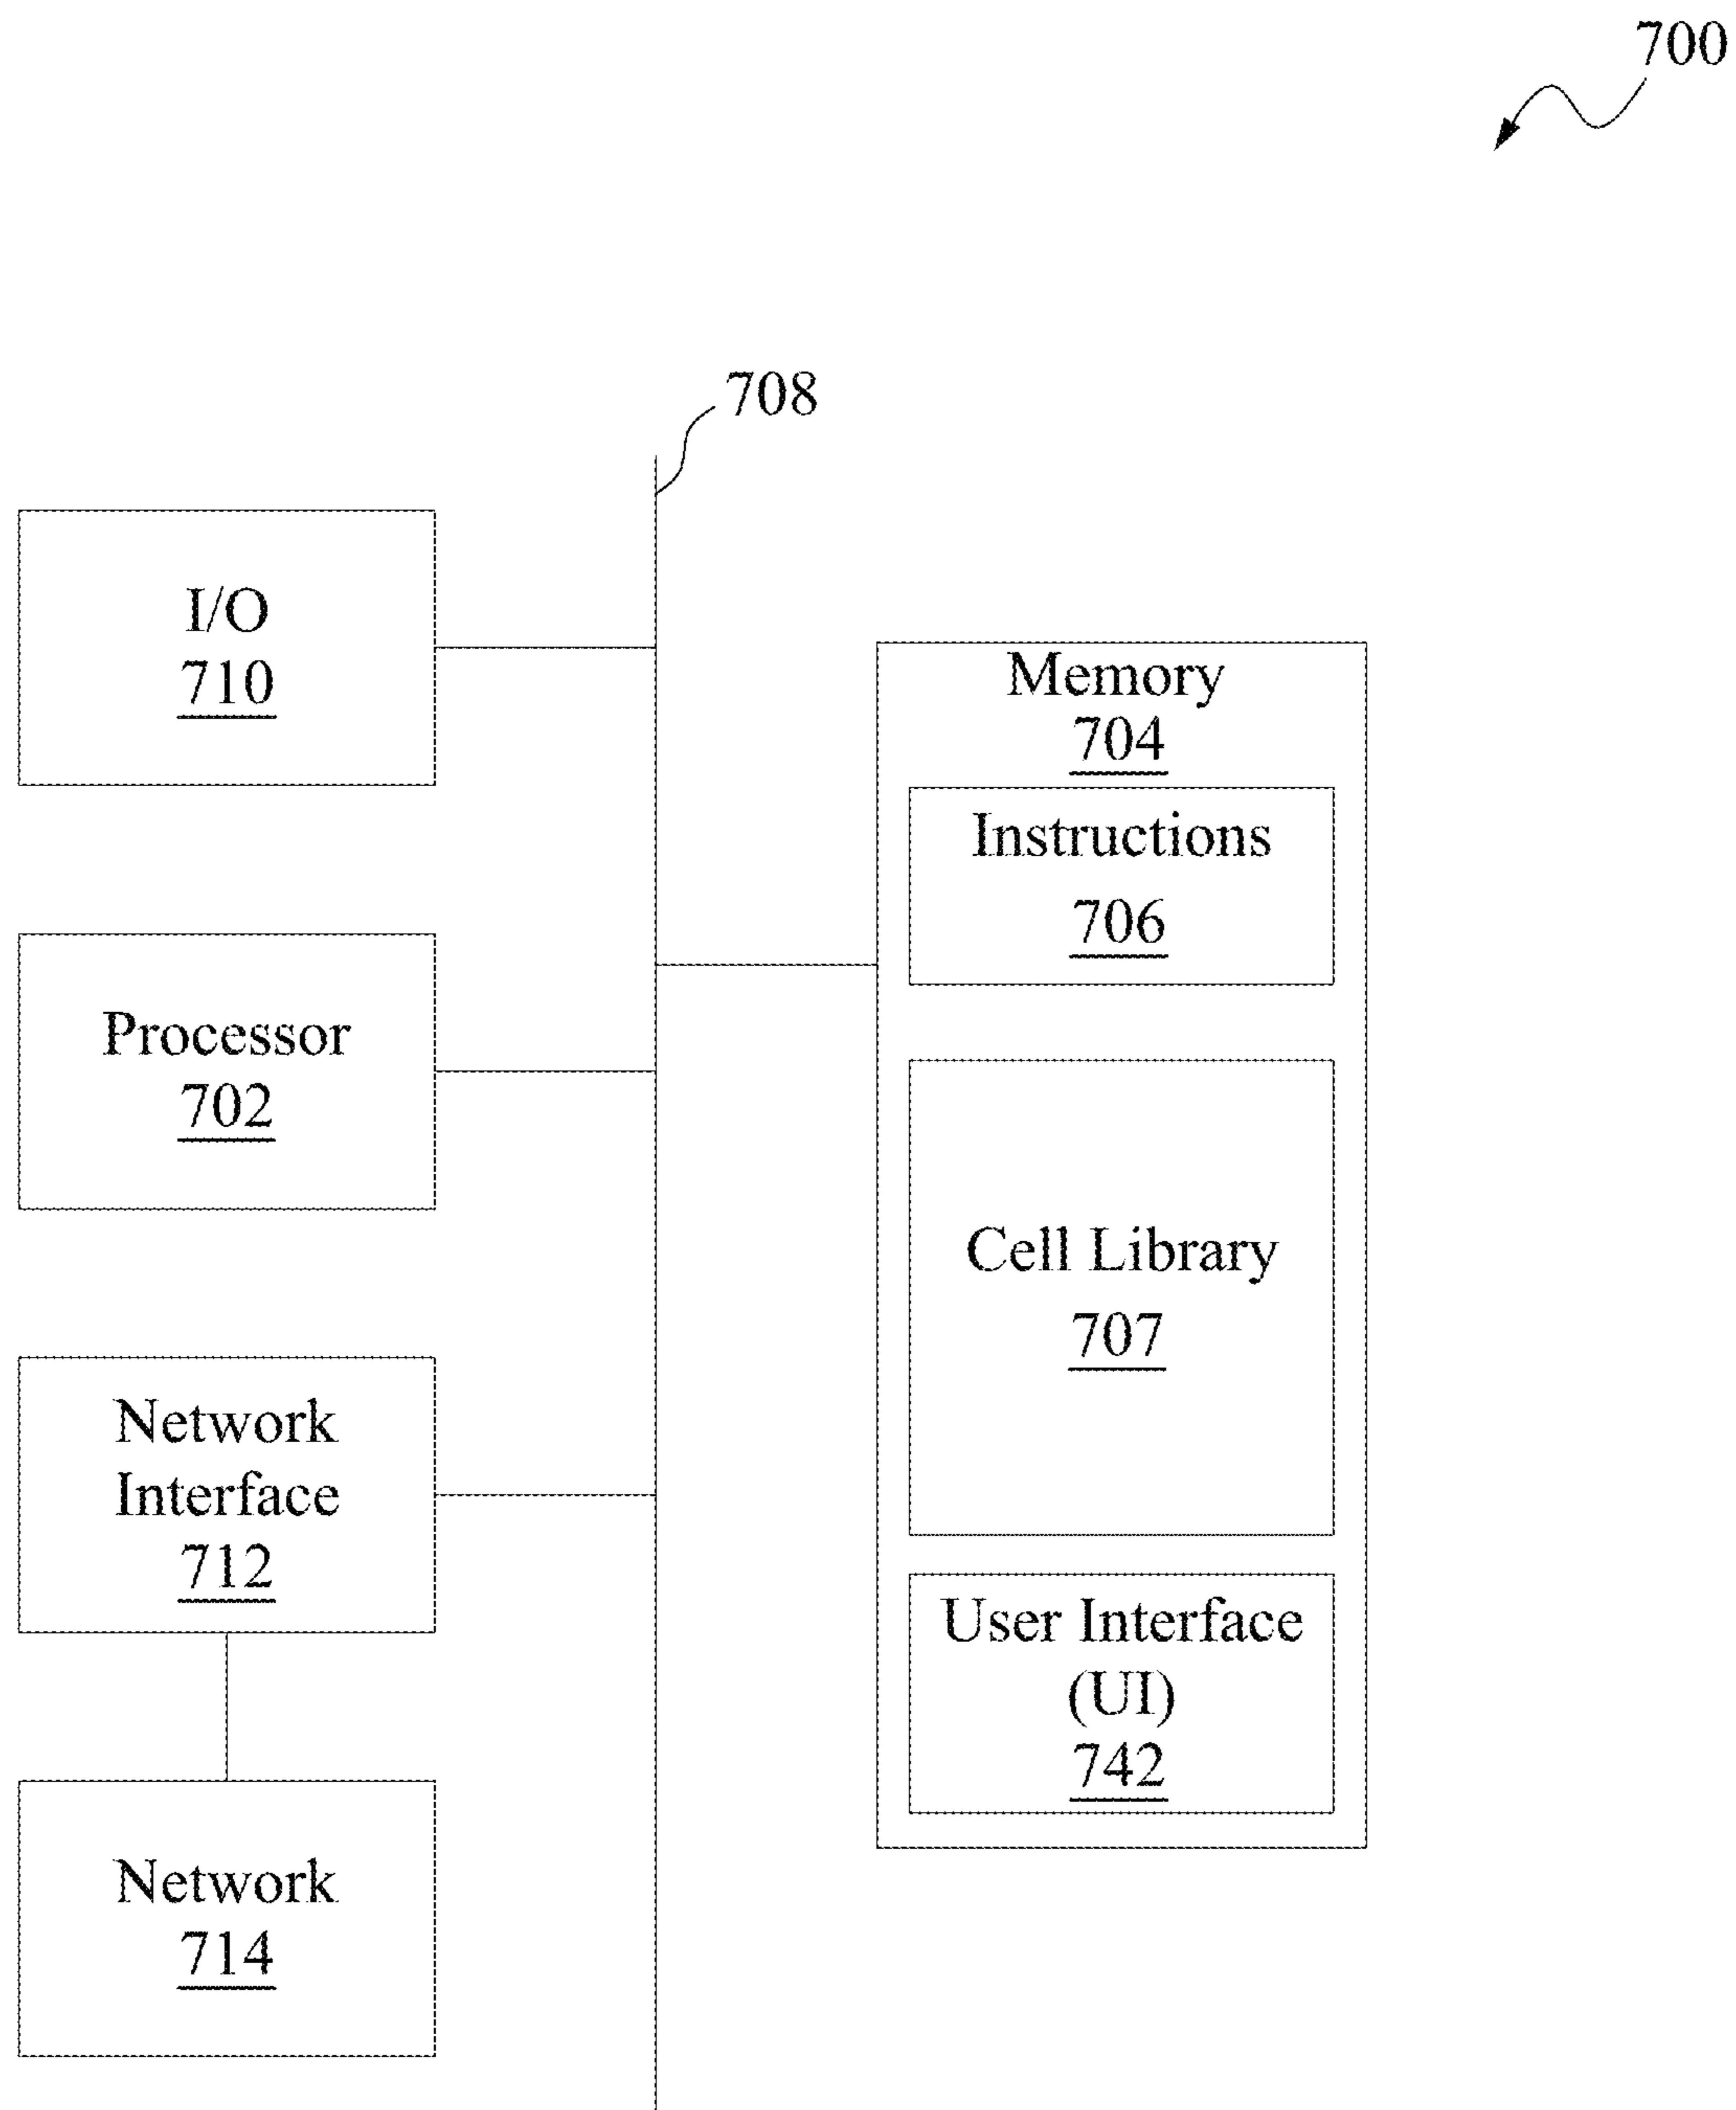 700
708
I/O
710
Memory
704
Instructions
706
Processor
702
Cell Library
707
Network
Interface
712
User Interface
(UI)
742
Network
714